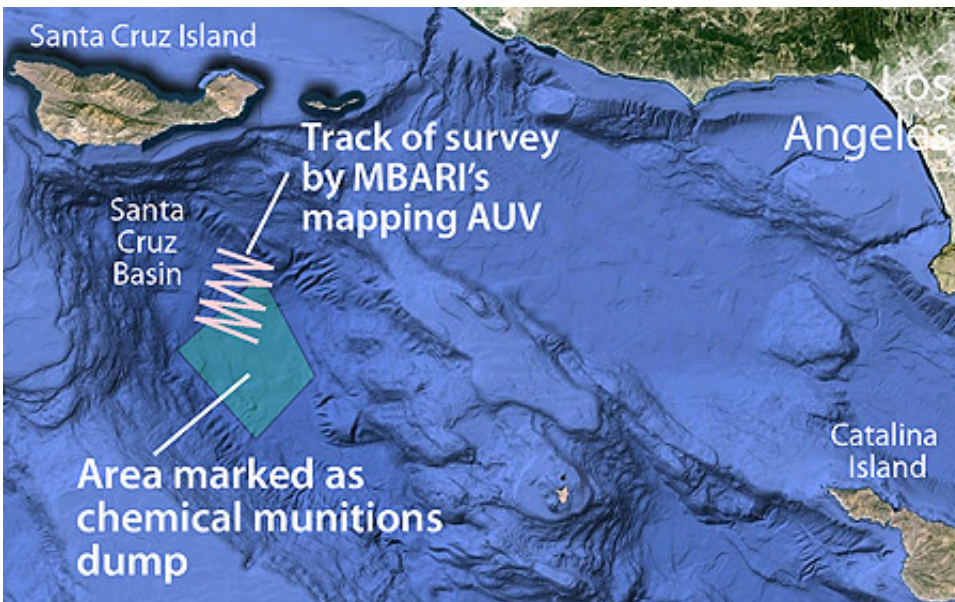 Santa Cruz Island
Los
Angeles
Track of survey
by MBARI's
mapping AUV
Santa
Cruz
Basin
Catalina
Island
Area marked as
chemical munitions
dump